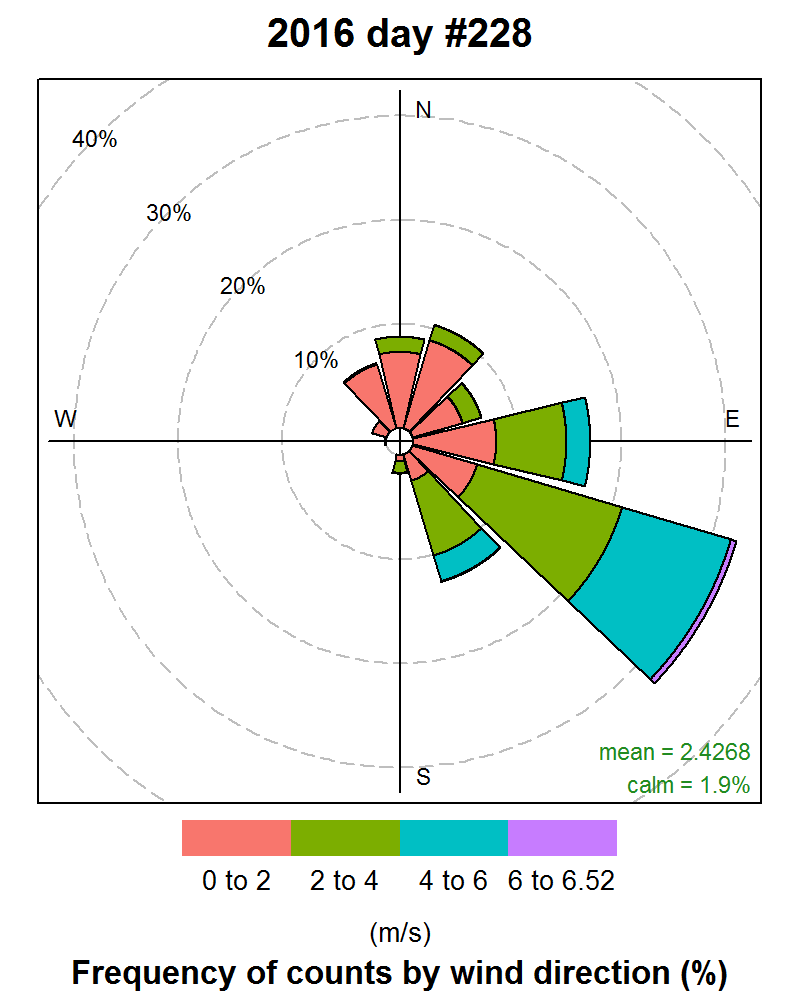 2016 day #228
N
40%
30%
20%
10%
W
E
S
mean = 2.4268
calm = 1.9%
0 to 2 2 to 4 4 to 6 6 to 6.52
(m/s)
Frequency of counts by wind direction (%)